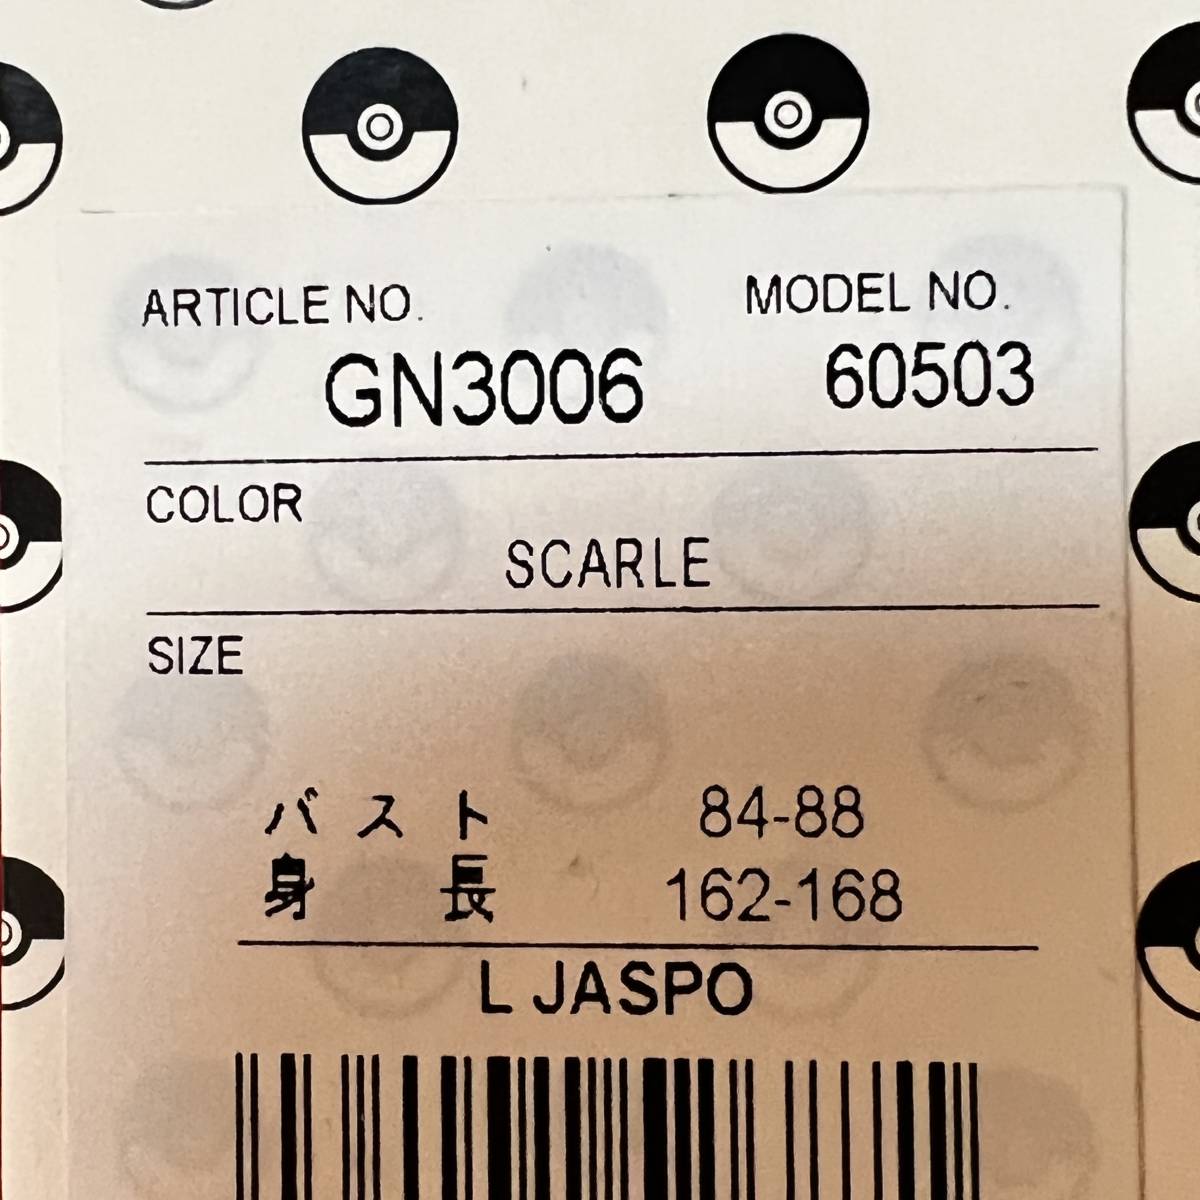 ARTICLE NO. MODEL NO.
GN3006 60503
COLOR
SCARLE
SIZE
バスト 84-88
身長 162-168
L JASPO